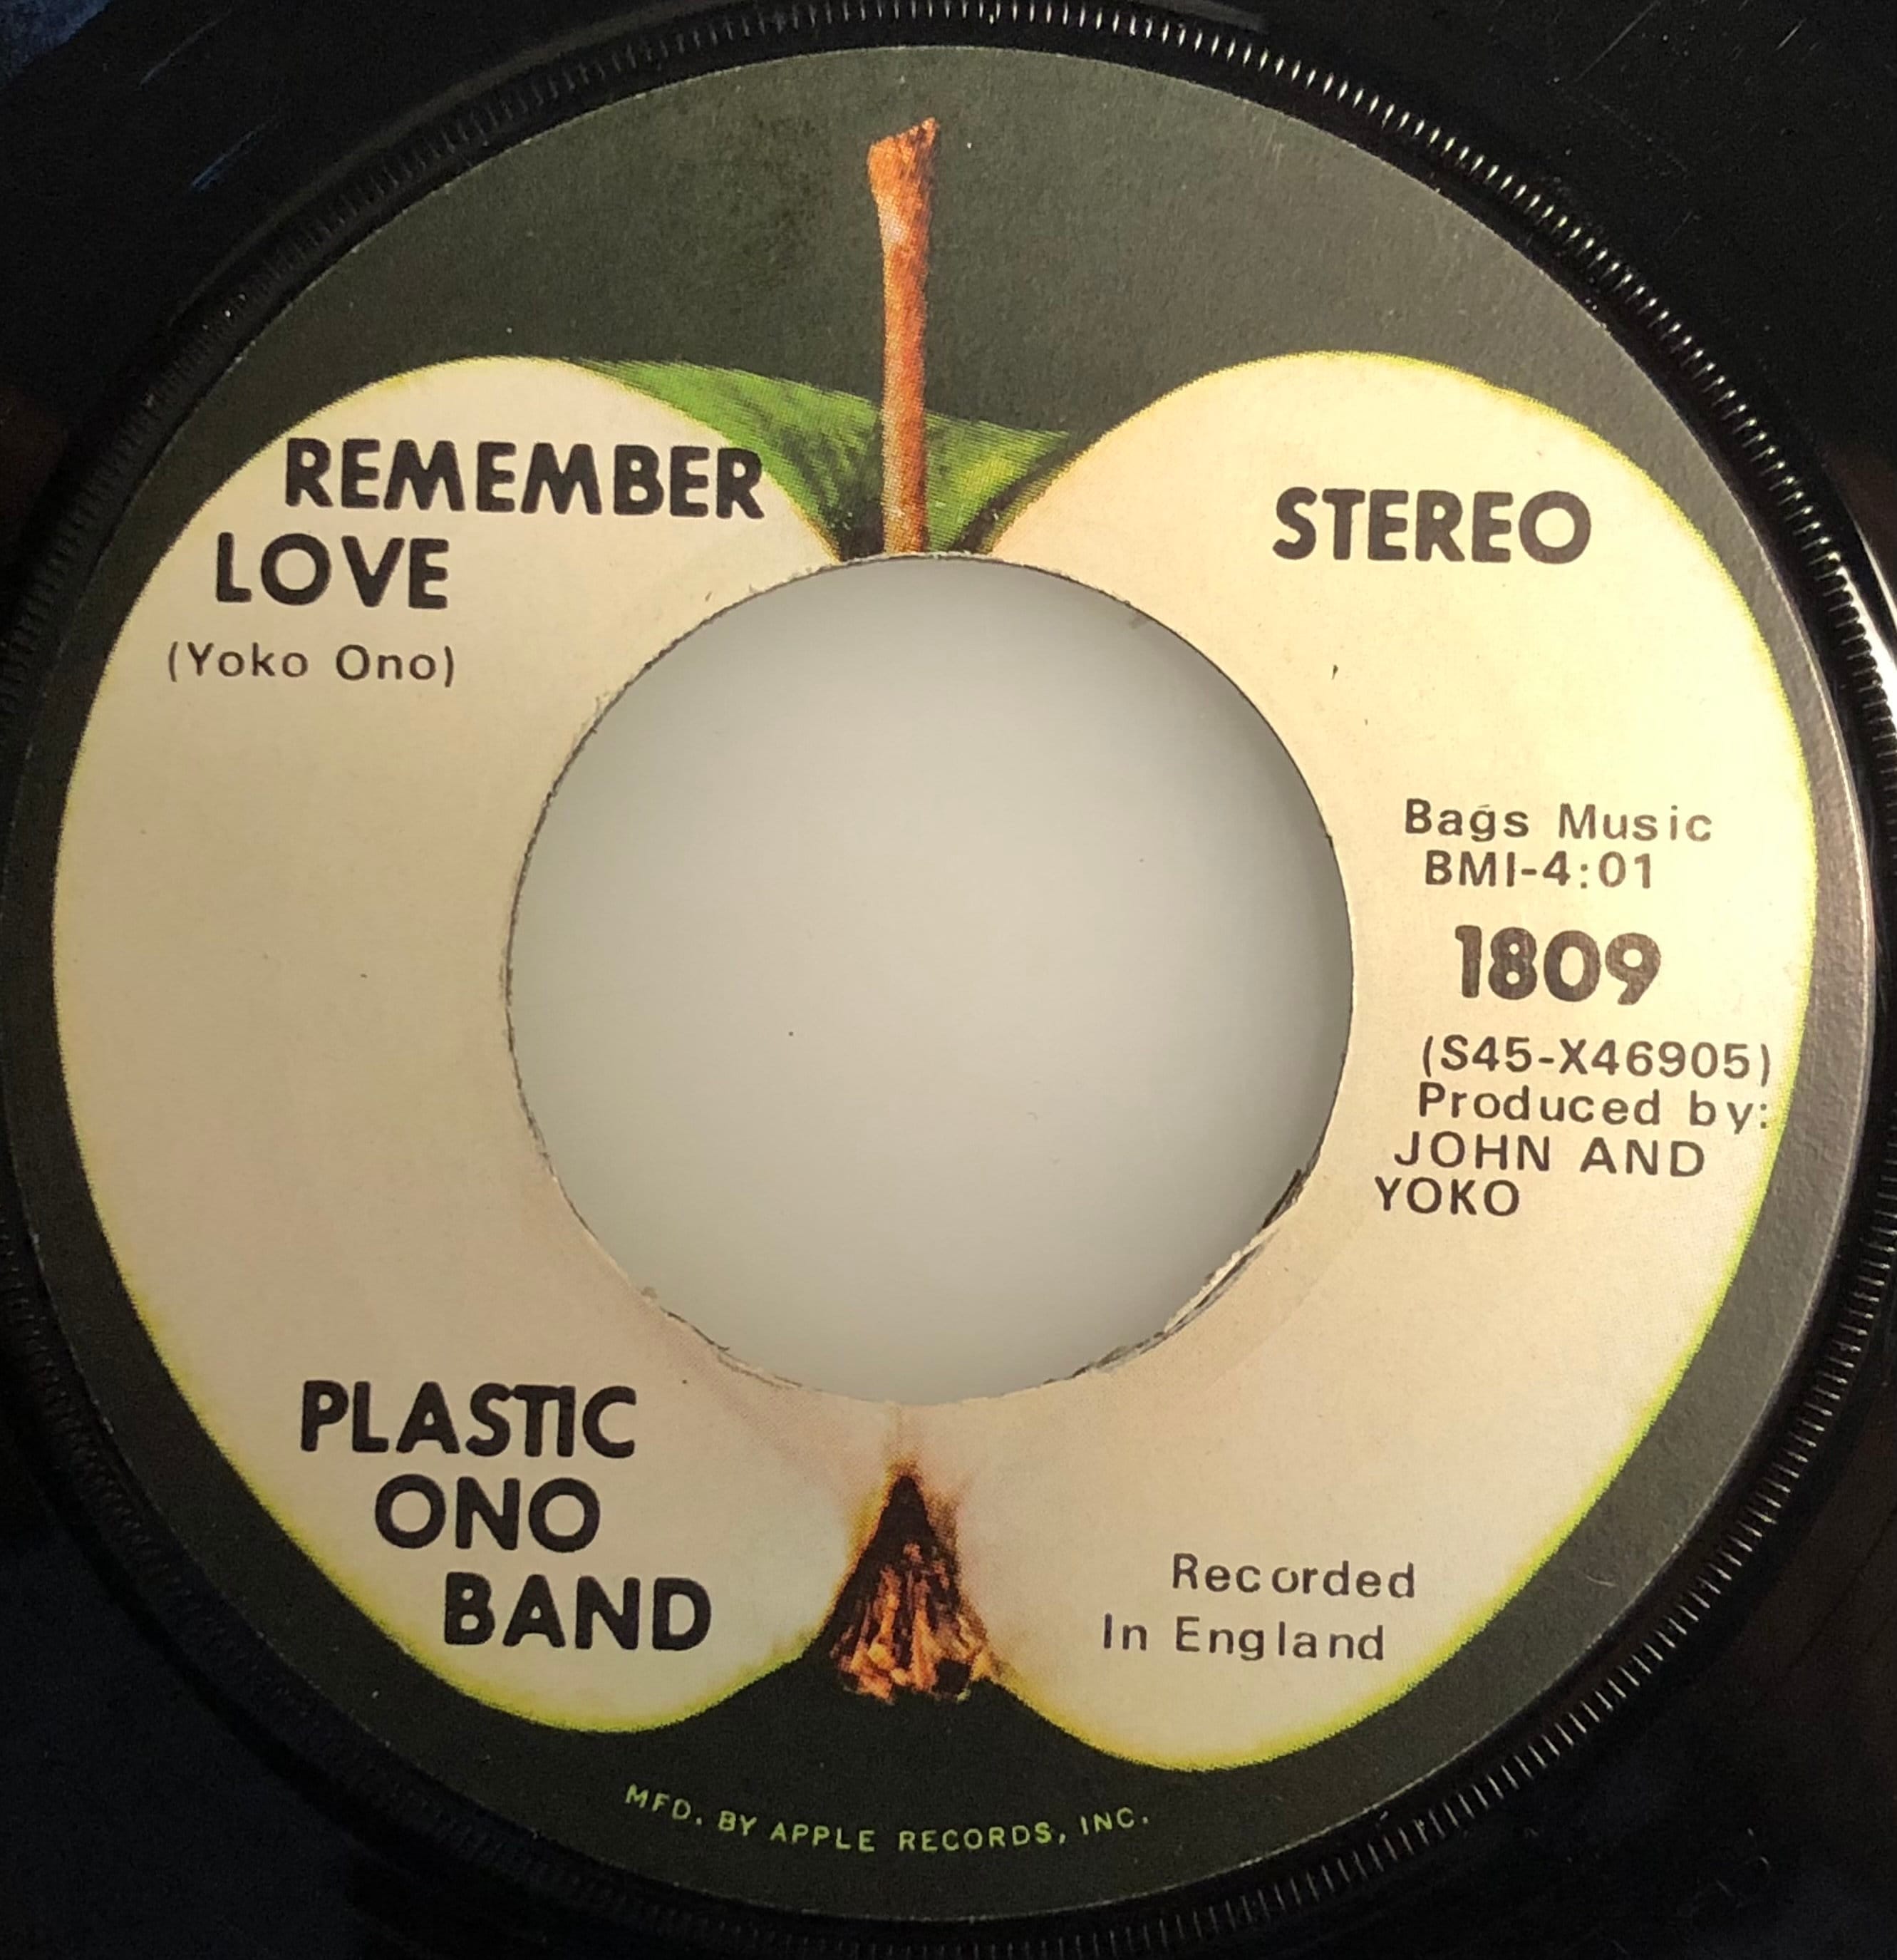 REMEMBER
LOVE
(Yoko Ono)
STEREO
Bags Music
BMI-4:01
1809
(S45-X46905)
Produced by:
JOHN AND
YOKO
PLASTIC
ONO
BAND
Recorded
In England
MFD. BY APPLE RECORDS, INC.